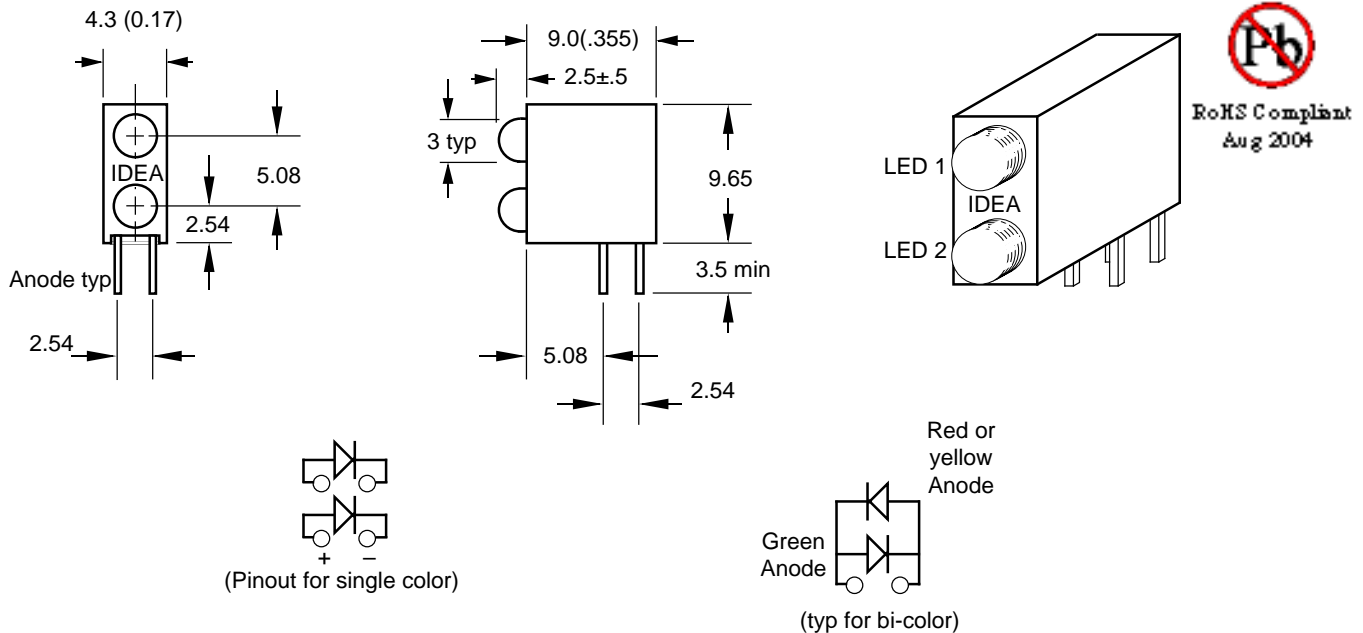 4.3 (0.17)
IDEA
5.08
2.54
Anode typ
2.54
9.0(.355)
2.5±.5
3 typ
9.65
3.5 min
5.08
2.54
LED 1
IDEA
LED 2
Pb
RoHS Compliant
Aug 2004
+ –
(Pinout for single color)
Red or
yellow
Anode
Green
Anode
(typ for bi-color)